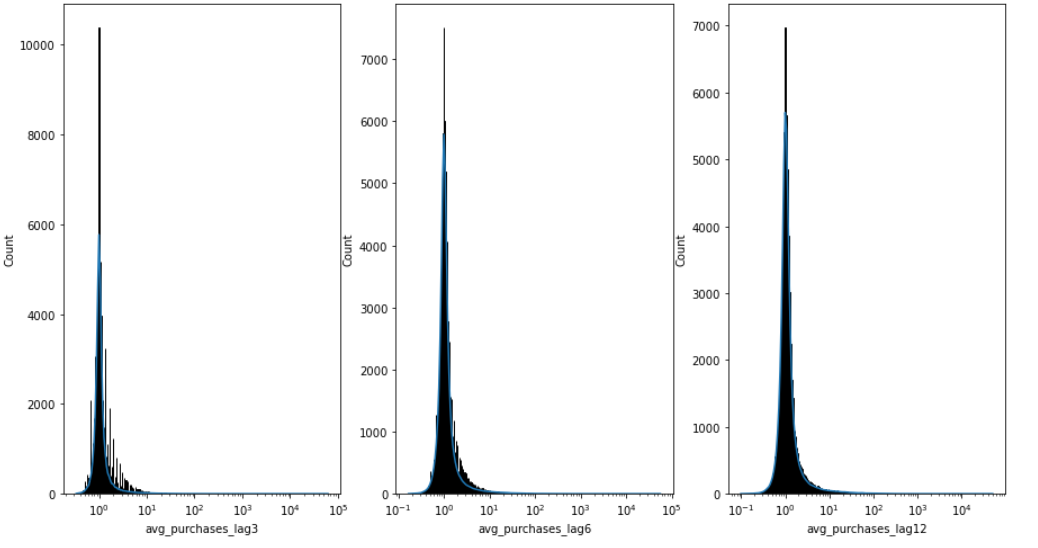 Count
10000
8000
6000
4000
2000
0
10⁰ 10¹ 10² 10³ 10⁴ 10⁵
avg_purchases_lag3
Count
7000
6000
5000
4000
3000
2000
1000
0
10⁻¹ 10⁰ 10¹ 10² 10³ 10⁴ 10⁵
avg_purchases_lag6
Count
7000
6000
5000
4000
3000
2000
1000
0
10⁻¹ 10⁰ 10¹ 10² 10³ 10⁴
avg_purchases_lag12